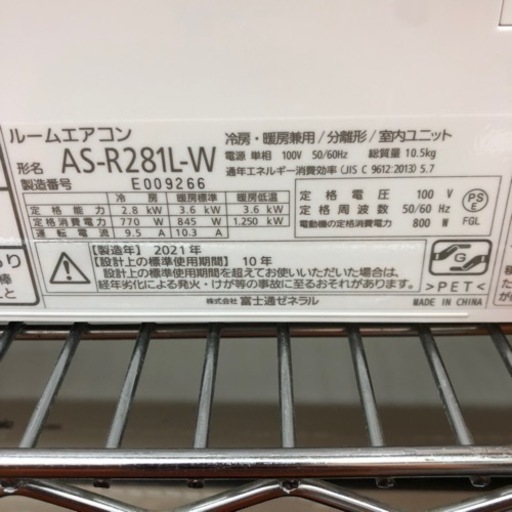 ルームエアコン
形名 AS-R281L-W
製造番号 E009266
冷房・暖房兼用/分離形/室内ユニット
電源 単相 100V 50/60Hz 総質量 10.5kg
通年エネルギー消費効率(JIS C 9612:2013) 5.7
冷房 暖房標準 暖房低温
定格能力 2.8 kW 3.6 kW 3.6 kW
定格消費電力 770 W 845 W 1.250 kW
運転電流 9.5 A 10.3 A
定格電圧 100 V
定格周波数 50/60 Hz
電動機の定格消費電力 800 W
PS E
FGL
【製造年】2021年
【設計上の標準使用期間】10年
設計上の標準使用期間を超えてお使いいただいた場合は、
経年劣化による発火・けが等の事故に至るおそれがあります。
株式会社 富士通ゼネラル
G
>PET<
MADE IN CHINA
り
棒
と